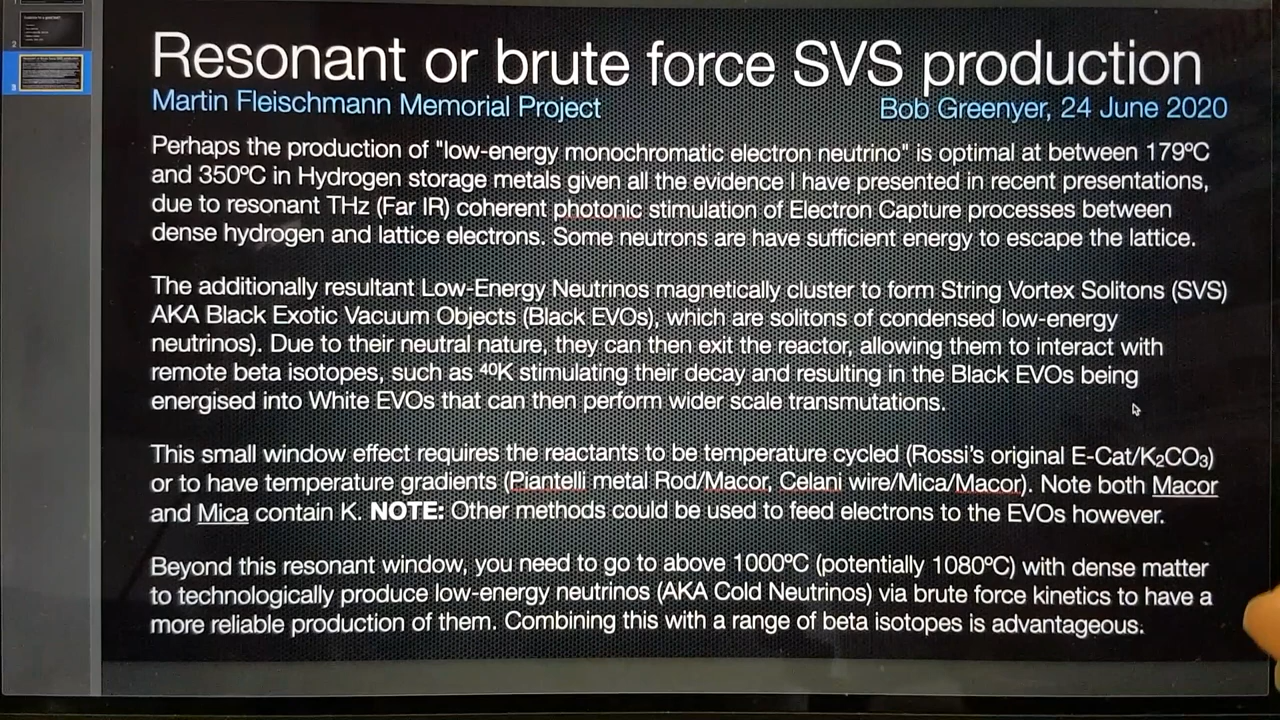 Resonant or brute force SVS production
Martin Fleischmann Memorial Project
Bob Greenyer, 24 June 2020
Perhaps the production of "low-energy monochromatic electron neutrino" is optimal at between 179ºC
and 350ºC in Hydrogen storage metals given all the evidence I have presented in recent presentations,
due to resonant THz (Far IR) coherent photonic stimulation of Electron Capture processes between
dense hydrogen and lattice electrons. Some neutrons are have sufficient energy to escape the lattice.
The additionally resultant Low-Energy Neutrinos magnetically cluster to form String Vortex Solitons (SVS)
AKA Black Exotic Vacuum Objects (Black EVOs), which are solitons of condensed low-energy
neutrinos). Due to their neutral nature, they can then exit the reactor, allowing them to interact with
remote beta isotopes, such as ⁴⁰K stimulating their decay and resulting in the Black EVOs being
energised into White EVOs that can then perform wider scale transmutations.
This small window effect requires the reactants to be temperature cycled (Rossi's original E-Cat/K₂CO₃)
or to have temperature gradients (Piantelli metal Rod/Macor, Celani wire/Mica/Macor). Note both Macor
and Mica contain K. NOTE: Other methods could be used to feed electrons to the EVOs however.
Beyond this resonant window, you need to go to above 1000ºC (potentially 1080ºC) with dense matter
to technologically produce low-energy neutrinos (AKA Cold Neutrinos) via brute force kinetics to have a
more reliable production of them. Combining this with a range of beta isotopes is advantageous.